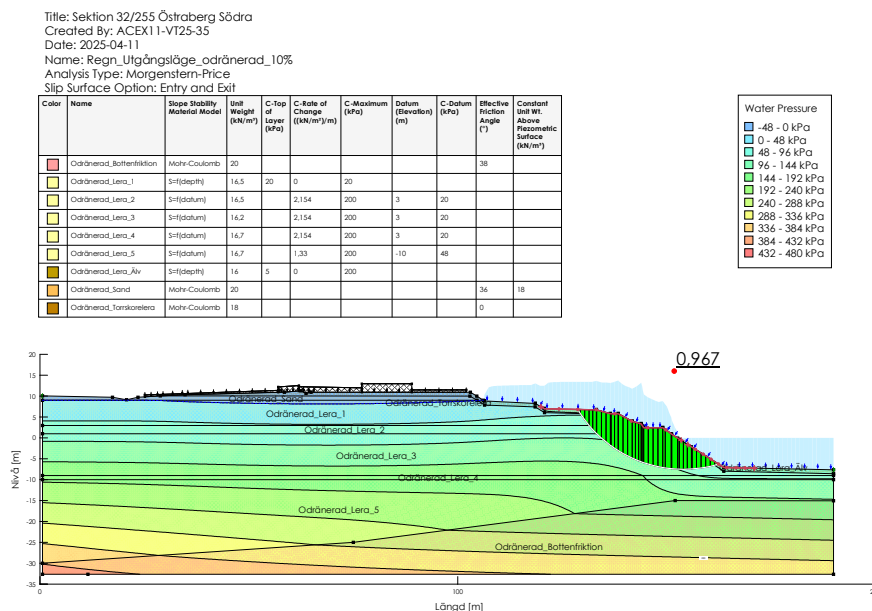 Title: Sektion 32/255 Östraberg Södra
Created By: ACEX11-VT25-35
Date: 2025-04-11
Name: Regn_Utgångsläge_odränerad_10%
Analysis Type: Morgenstern-Price
Slip Surface Option: Entry and Exit
Color Name Slope Stability Material Model Unit Weight (kN/m³) C-Top of Layer (kPa) C-Rate of Change ((kN/m²)/m) C-Maximum (kPa) Datum (Elevation) (m) C-Datum (kPa) Effective Friction Angle (°) Constant Unit Wt. Above Piezometric Surface (kN/m³)
Odränerad_Bottenfriktion Mohr-Coulomb 20 38
Odränerad_Lera_1 S=f(depth) 16,5 20 0 20
Odränerad_Lera_2 S=f(datum) 16,5 2,154 200 3 20
Odränerad_Lera_3 S=f(datum) 16,2 2,154 200 3 20
Odränerad_Lera_4 S=f(datum) 16,7 2,154 200 3 20
Odränerad_Lera_5 S=f(datum) 16,7 1,33 200 -10 48
Odränerad_Lera_Älv S=f(depth) 16 5 0 200
Odränerad_Sand Mohr-Coulomb 20 36 18
Odränerad_Torrskorelera Mohr-Coulomb 18 0
Water Pressure
-48 - 0 kPa
0 - 48 kPa
48 - 96 kPa
96 - 144 kPa
144 - 192 kPa
192 - 240 kPa
240 - 288 kPa
288 - 336 kPa
336 - 384 kPa
384 - 432 kPa
432 - 480 kPa
0,967
20
15
10
5
0
-5
-10
-15
-20
-25
-30
-35
Nivå [m]
Odränerad_Sand
Odränerad_Torrskorelera
Odränerad_Lera_1
Odränerad_Lera_2
Odränerad_Lera_3
Odränerad_Lera_Älv
Odränerad_Lera_4
Odränerad_Lera_5
Odränerad_Bottenfriktion
0
100
Längd [m]